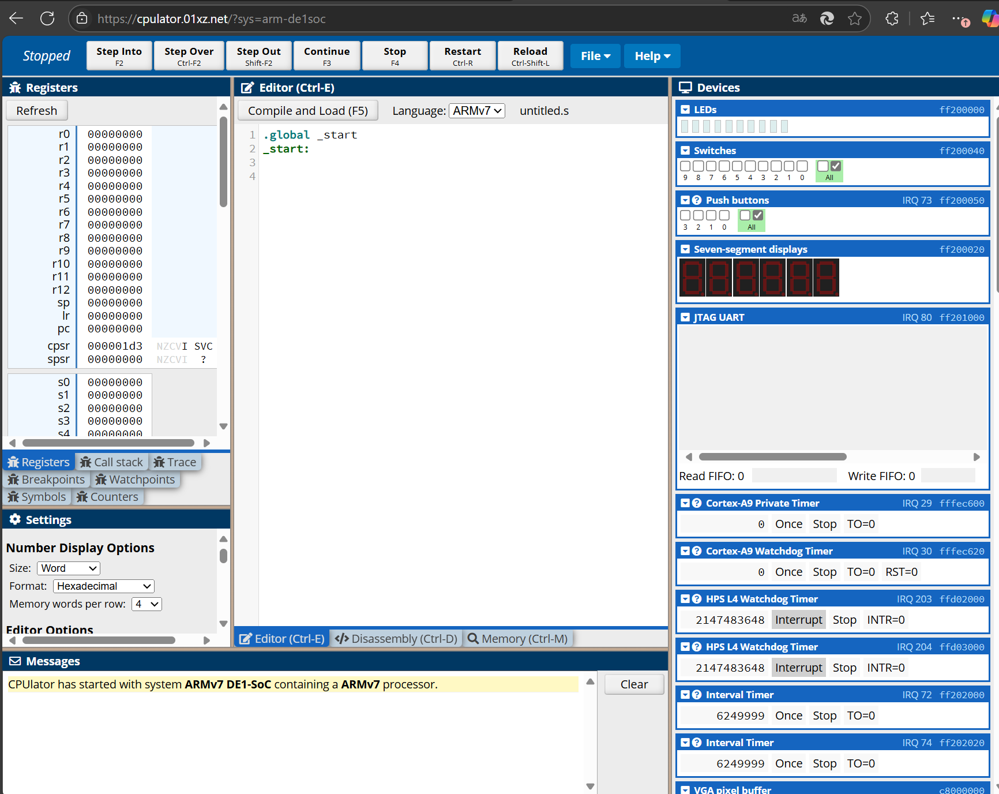 https://cpulator.01xz.net/?sys=arm-de1soc
Stopped
Step Into
F2
Step Over
Ctrl-F2
Step Out
Shift-F2
Continue
F3
Stop
F4
Restart
Ctrl-R
Reload
Ctrl-Shift-L
File
Help
Registers
Refresh
r0 00000000
r1 00000000
r2 00000000
r3 00000000
r4 00000000
r5 00000000
r6 00000000
r7 00000000
r8 00000000
r9 00000000
r10 00000000
r11 00000000
r12 00000000
sp 00000000
lr 00000000
pc 00000000
cpsr 000001d3 NZCVI SVC
spsr 00000000 NZCVI ?
s0 00000000
s1 00000000
s2 00000000
s3 00000000
s4 00000000
Registers Call stack Trace
Breakpoints Watchpoints
Symbols Counters
Settings
Number Display Options
Size: Word
Format: Hexadecimal
Memory words per row: 4
Editor Options
Editor (Ctrl-E)
Compile and Load (F5) Language: ARMv7 untitled.s
1 .global _start
2 _start:
3
4
Editor (Ctrl-E) Disassembly (Ctrl-D) Memory (Ctrl-M)
Messages
CPUlator has started with system ARMv7 DE1-SoC containing a ARMv7 processor.
Clear
Devices
LEDs ff200000
Switches ff200040
9 8 7 6 5 4 3 2 1 0 All
Push buttons IRQ 73 ff200050
3 2 1 0 All
Seven-segment displays ff200020
JTAG UART IRQ 80 ff201000
Read FIFO: 0 Write FIFO: 0
Cortex-A9 Private Timer IRQ 29 fffec600
0 Once Stop TO=0
Cortex-A9 Watchdog Timer IRQ 30 fffec620
0 Once Stop TO=0 RST=0
HPS L4 Watchdog Timer IRQ 203 ffd02000
2147483648 Interrupt Stop INTR=0
HPS L4 Watchdog Timer IRQ 204 ffd03000
2147483648 Interrupt Stop INTR=0
Interval Timer IRQ 72 ff202000
6249999 Once Stop TO=0
Interval Timer IRQ 74 ff202020
6249999 Once Stop TO=0
VGA pixel buffer c8000000